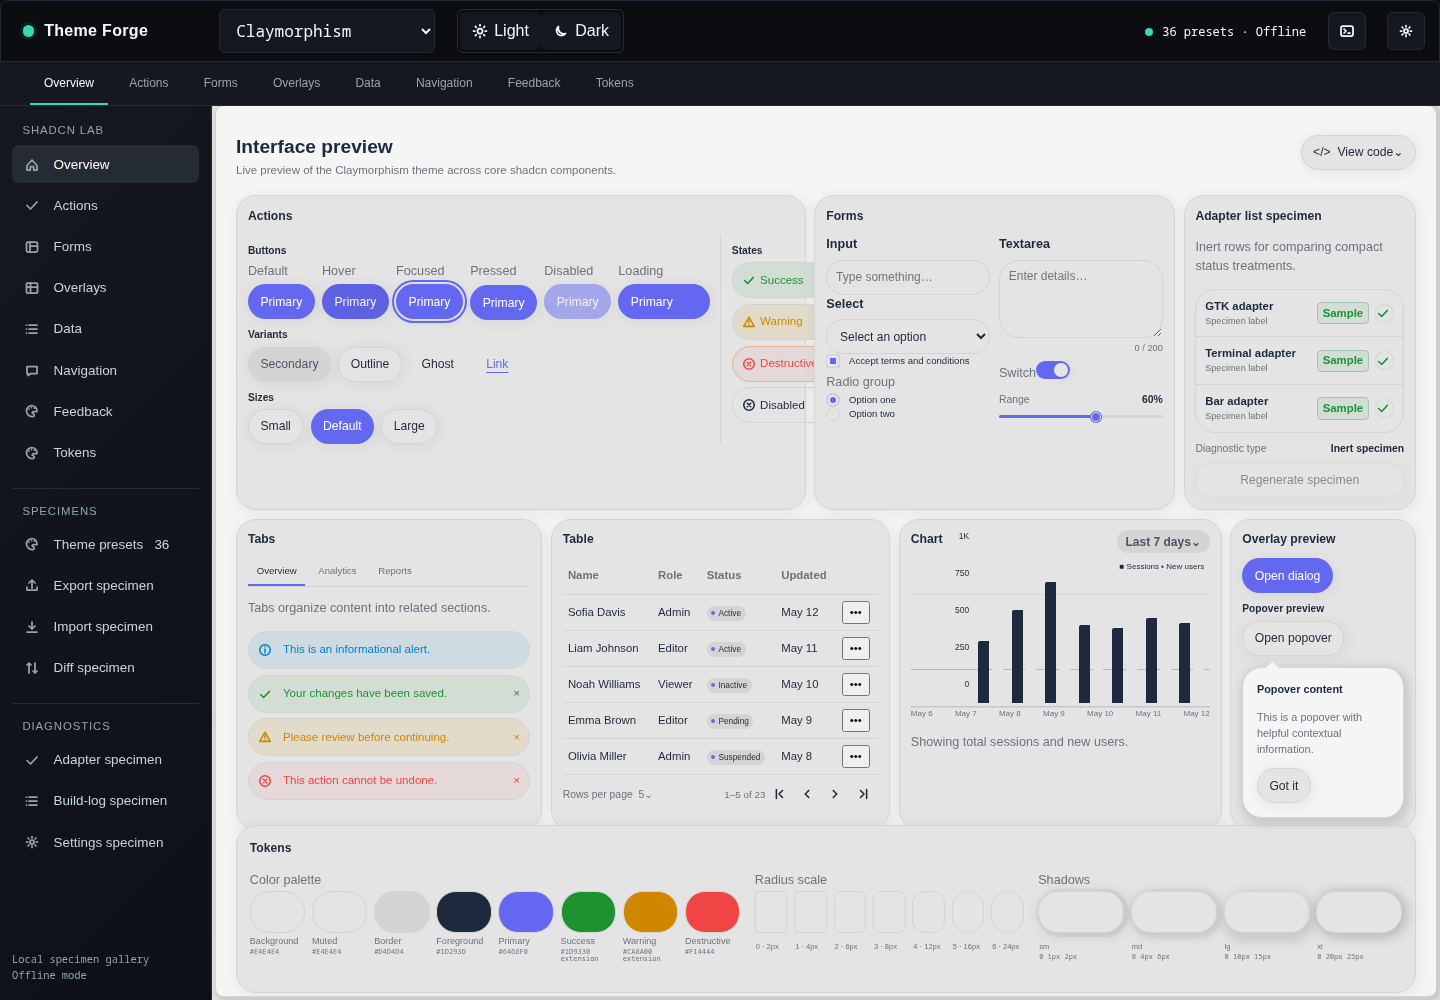 Theme Forge
Claymorphism
Light
Dark
36 presets · Offline
Overview
Actions
Forms
Overlays
Data
Navigation
Feedback
Tokens
SHADCN LAB
Overview
Actions
Forms
Overlays
Data
Navigation
Feedback
Tokens
SPECIMENS
Theme presets 36
Export specimen
Import specimen
Diff specimen
DIAGNOSTICS
Adapter specimen
Build-log specimen
Settings specimen
Local specimen gallery
Offline mode
Interface preview
Live preview of the Claymorphism theme across core shadcn components.
</> View code
Actions
Buttons
Default Hover Focused Pressed Disabled Loading
Primary Primary Primary Primary Primary Primary
Variants
Secondary Outline Ghost Link
Sizes
Small Default Large
States
Success
Warning
Destructive
Disabled
Forms
Input
Type something…
Select
Select an option
Accept terms and conditions
Radio group
Option one
Option two
Textarea
Enter details…
0 / 200
Switch
Range 60%
Adapter list specimen
Inert rows for comparing compact
status treatments.
GTK adapter
Specimen label
Sample
Terminal adapter
Specimen label
Sample
Bar adapter
Specimen label
Sample
Diagnostic type Inert specimen
Regenerate specimen
Tabs
Overview Analytics Reports
Tabs organize content into related sections.
This is an informational alert.
Your changes have been saved. ×
Please review before continuing. ×
This action cannot be undone. ×
Table
Name Role Status Updated
Sofia Davis Admin Active May 12 •••
Liam Johnson Editor Active May 11 •••
Noah Williams Viewer Inactive May 10 •••
Emma Brown Editor Pending May 9 •••
Olivia Miller Admin Suspended May 8 •••
Rows per page 5 1–5 of 23
Chart
Last 7 days
■ Sessions ▪ New users
1K
750
500
250
0
May 6 May 7 May 8 May 9 May 10 May 11 May 12
Showing total sessions and new users.
Overlay preview
Open dialog
Popover preview
Open popover
Popover content
This is a popover with
helpful contextual
information.
Got it
Tokens
Color palette
Background Muted Border Foreground Primary Success Warning Destructive
#E4E4E4 #E4E4E4 #D4D4D4 #1D293D #6468F0 #1D9330 #CA8A00 #F14444
extension extension
Radius scale
0 · 2px 1 · 4px 2 · 6px 3 · 8px 4 · 12px 5 · 16px 6 · 24px
Shadows
sm md lg xl
0 1px 2px 0 4px 6px 0 10px 15px 0 20px 25px